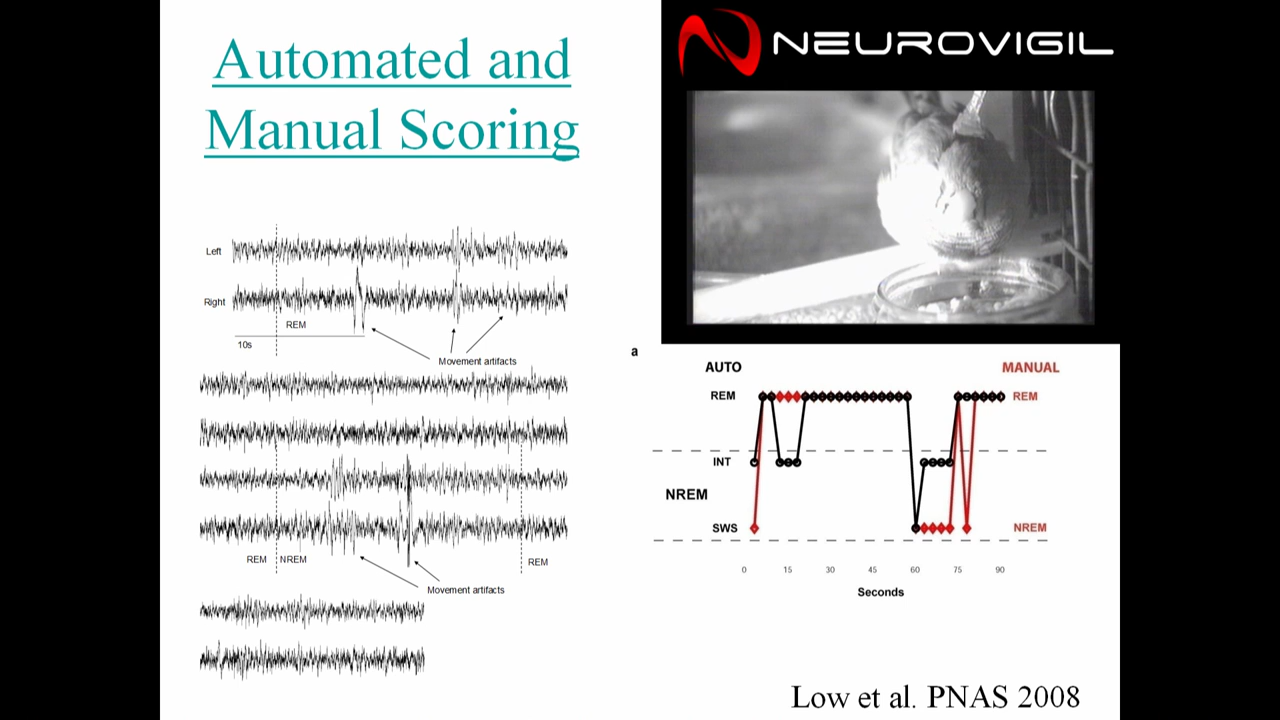 Automated and
Manual Scoring
NEUROVIGIL
Left
Right
REM
10s
Movement artifacts
REM
NREM
REM
Movement artifacts
a
AUTO
MANUAL
REM
REM
INT
NREM
SWS
NREM
0 15 30 45 60 75 90
Seconds
Low et al. PNAS 2008